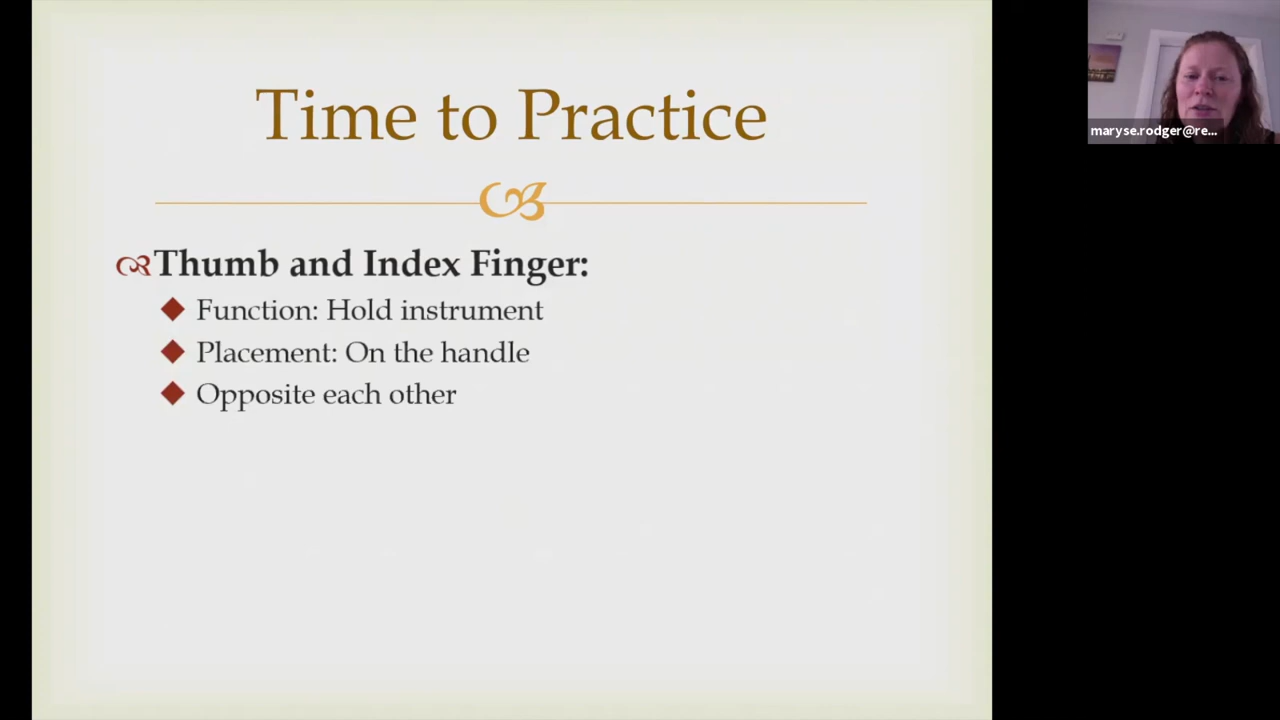 Time to Practice
Thumb and Index Finger:
Function: Hold instrument
Placement: On the handle
Opposite each other
maryse.rodger@re...